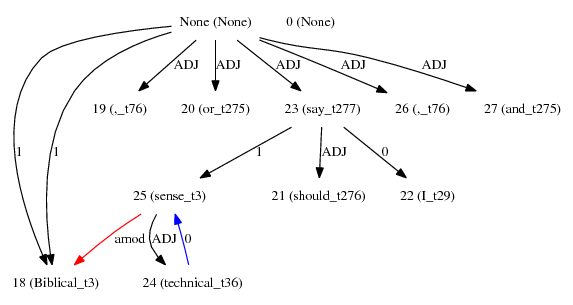 None (None) 0 (None)
ADJ ADJ ADJ ADJ ADJ
19 (,_t76) 20 (or_t275) 23 (say_t277) 26 (,_t76) 27 (and_t275)
1 1 1 ADJ 0
25 (sense_t3) 21 (should_t276) 22 (I_t29)
amod ADJ 0
18 (Biblical_t3) 24 (technical_t36)